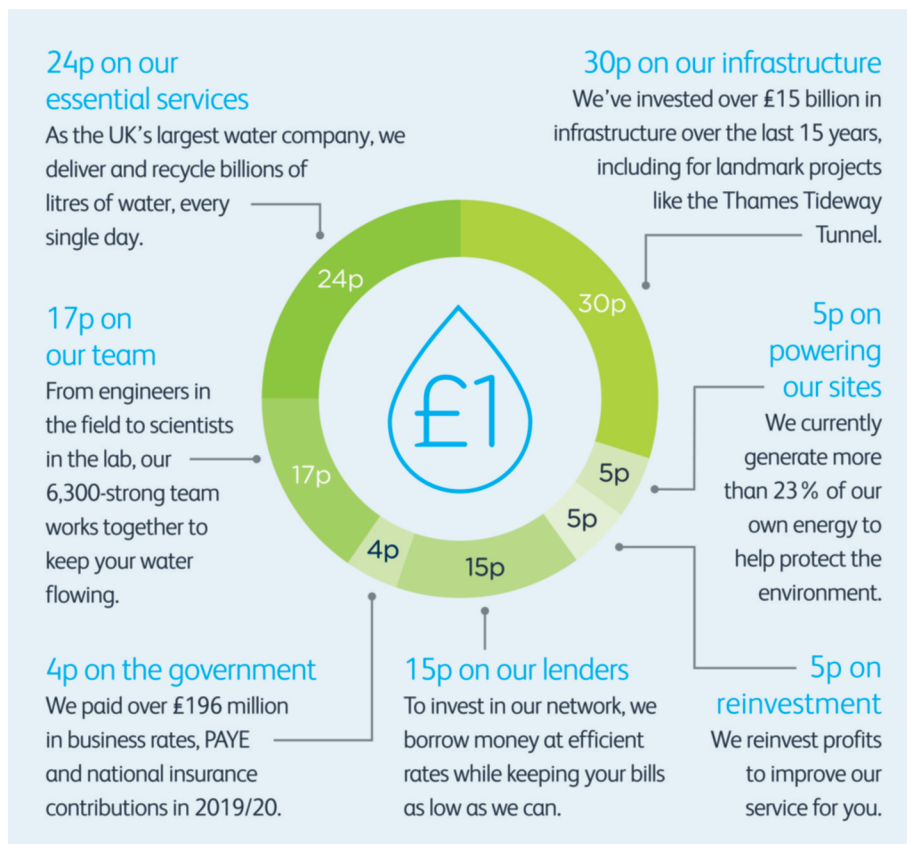 24p on our
essential services
As the UK's largest water company, we
deliver and recycle billions of
litres of water, every
single day.
30p on our infrastructure
We've invested over £15 billion in
infrastructure over the last 15 years,
including for landmark projects
like the Thames Tideway
Tunnel.
24p
30p
17p on
our team
From engineers in
the field to scientists
in the lab, our
6,300-strong team
works together to
keep your water
flowing.
£1
5p on
powering
our sites
We currently
generate more
than 23% of our
own energy to
help protect the
environment.
17p
5p
5p
4p
15p
4p on the government
We paid over £196 million
in business rates, PAYE
and national insurance
contributions in 2019/20.
15p on our lenders
To invest in our network, we
borrow money at efficient
rates while keeping your bills
as low as we can.
5p on
reinvestment
We reinvest profits
to improve our
service for you.